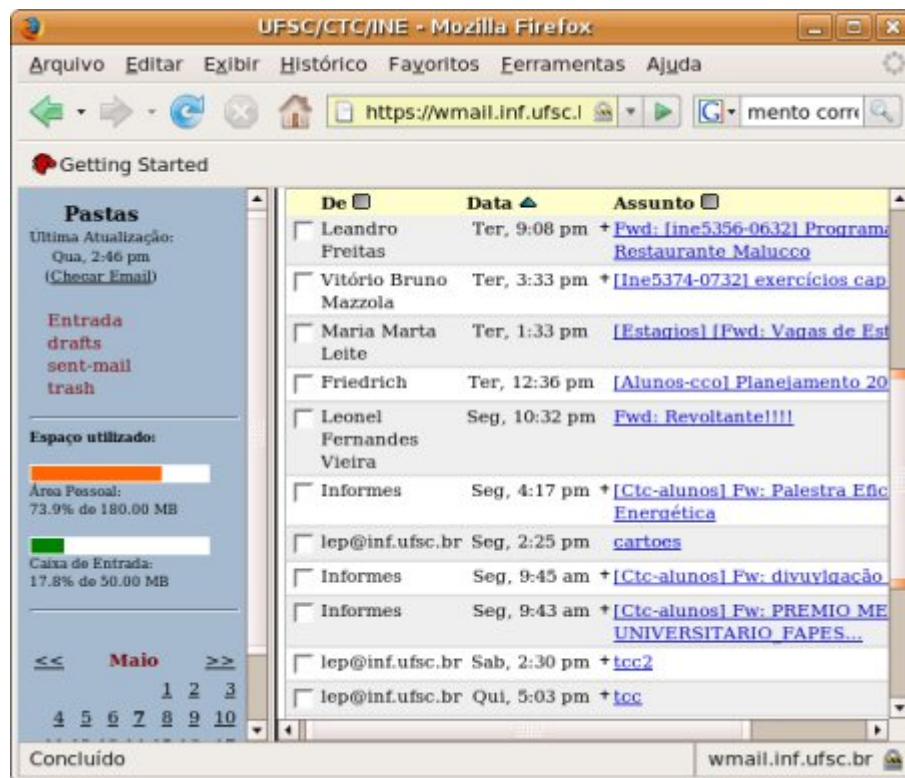 UFSC/CTC/INE - Mozilla Firefox
Arquivo Editar Exibir Histórico Favoritos Ferramentas Ajuda
https://wmail.inf.ufsc.l G mento corre
Getting Started
Pastas
Última Atualização:
Qua, 2:46 pm
(Checar Email)
Entrada
drafts
sent-mail
trash
Espaço utilizado:
Área Pessoal:
73.9% de 180.00 MB
Caixa de Entrada:
17.8% de 50.00 MB
<< Maio >>
1 2 3
4 5 6 7 8 9 10
De Data Assunto
Leandro Ter, 9:08 pm + Fwd: [ine5356-0632] Programa
Freitas Restaurante Malucco
Vitório Bruno Ter, 3:33 pm + [Ine5374-0732] exercícios cap
Mazzola
Maria Marta Ter, 1:33 pm [Estagios] [Fwd: Vagas de Est
Leite
Friedrich Ter, 12:36 pm [Alunos-cco] Planejamento 20
Leonel Seg, 10:32 pm Fwd: Revoltante!!!!
Fernandes
Vieira
Informes Seg, 4:17 pm + [Ctc-alunos] Fw: Palestra Efic
Energética
lep@inf.ufsc.br Seg, 2:25 pm cartoes
Informes Seg, 9:45 am + [Ctc-alunos] Fw: divuvlgação
Informes Seg, 9:43 am + [Ctc-alunos] Fw: PREMIO ME
UNIVERSITARIO_FAPES...
lep@inf.ufsc.br Sab, 2:30 pm + tcc2
lep@inf.ufsc.br Qui, 5:03 pm + tcc
Concluído wmail.inf.ufsc.br